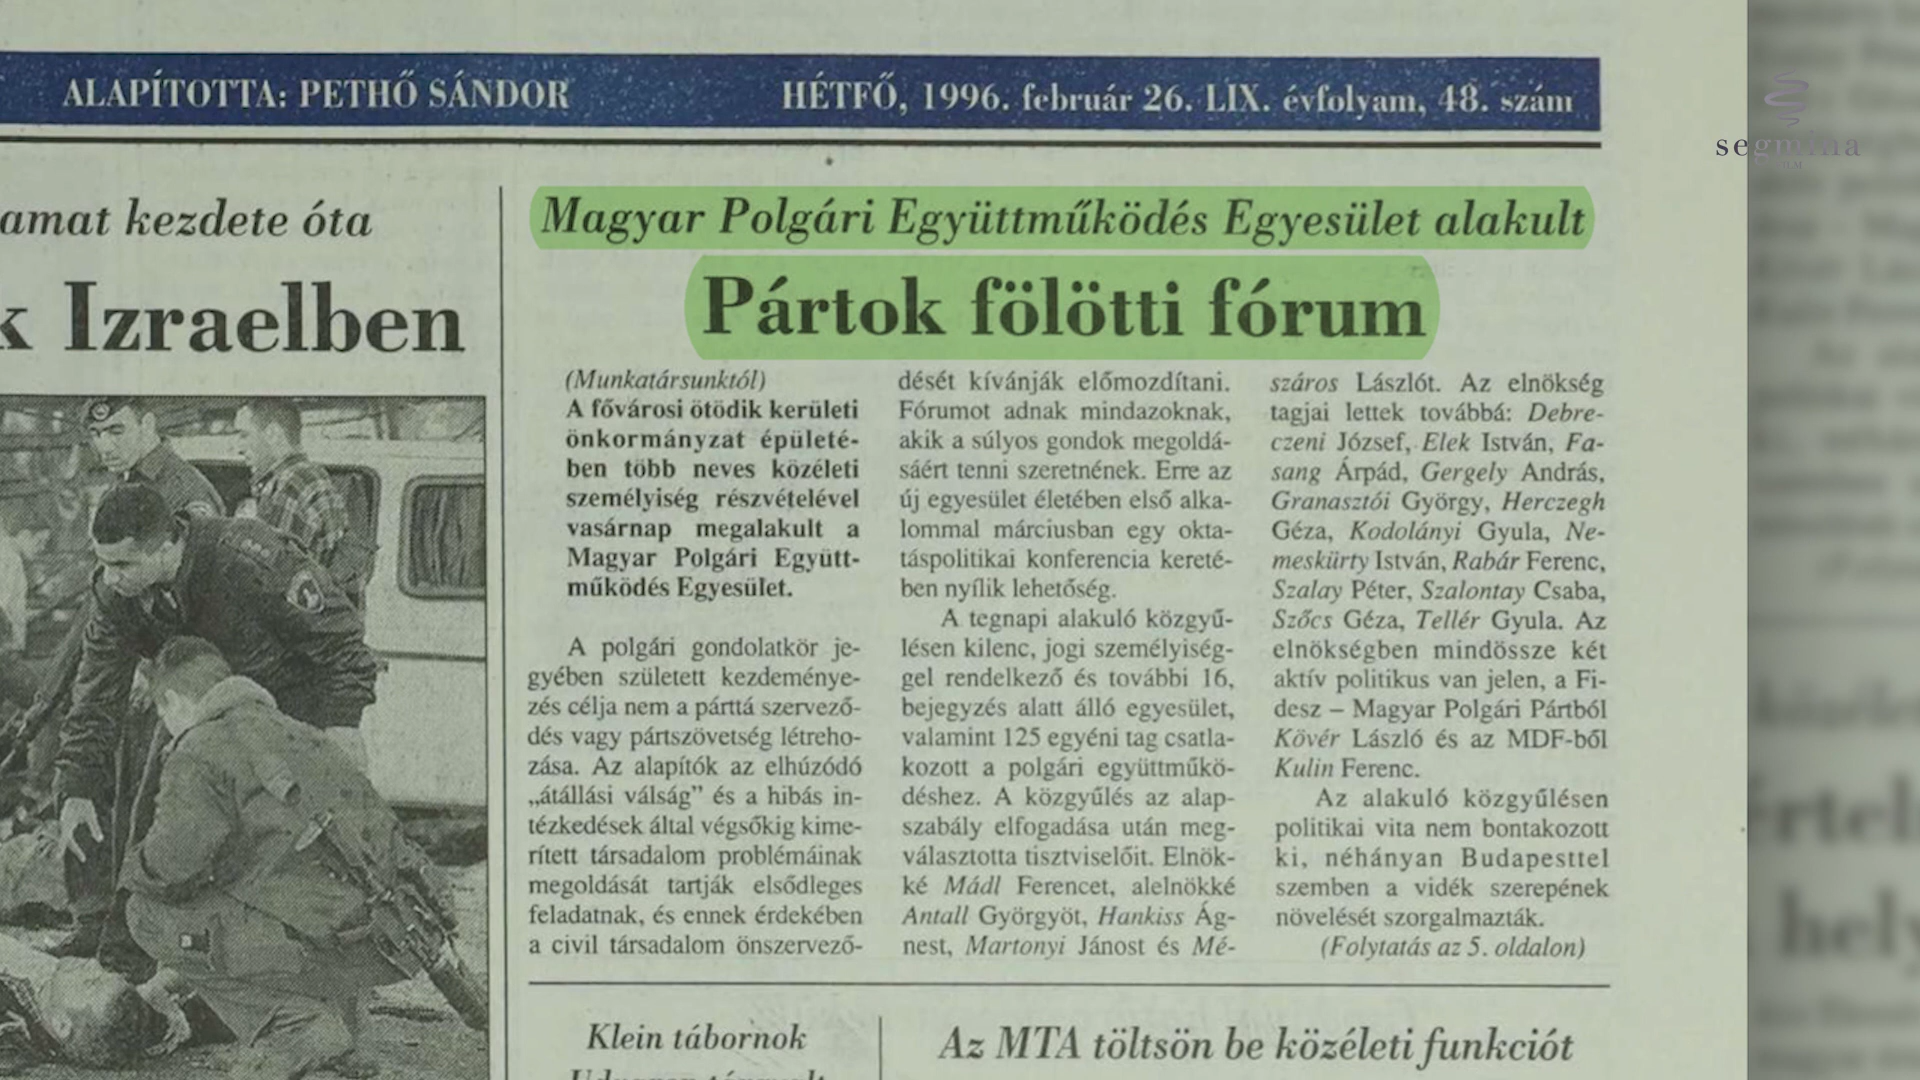 ALAPÍTOTTA: PETHŐ SÁNDOR
HÉTFŐ, 1996. február 26. LIX. évfolyam, 48. szám
segmina
amat kezdete óta
k Izraelben
Magyar Polgári Együttműködés Egyesület alakult
Pártok fölötti fórum
(Munkatársunktól)
A fővárosi ötödik kerületi
önkormányzat épületé-
ben több neves közéleti
személyiség részvételével
vasárnap megalakult a
Magyar Polgári Együtt-
működés Egyesület.
A polgári gondolatkör je-
gyében született kezdeménye-
zés célja nem a párttá szervező-
dés vagy pártszövetség létreho-
zása. Az alapítók az elhúzódó
„átállási válság” és a hibás in-
tézkedések által végsőkig kime-
rített társadalom problémáinak
megoldását tartják elsődleges
feladatnak, és ennek érdekében
a civil társadalom önszervező-
dését kívánják előmozdítani.
Fórumot adnak mindazoknak,
akik a súlyos gondok megoldá-
sáért tenni szeretnének. Erre az
új egyesület életében első alka-
lommal márciusban egy okta-
táspolitikai konferencia kereté-
ben nyílik lehetőség.
A tegnapi alakuló közgyű-
lésen kilenc, jogi személyiség-
gel rendelkező és további 16,
bejegyzés alatt álló egyesület,
valamint 125 egyéni tag csatla-
kozott a polgári együttműkö-
déshez. A közgyűlés az alap-
szabály elfogadása után meg-
választotta tisztviselőit. Elnök-
ké Mádl Ferencet, alelnökké
Antall Györgyöt, Hankiss Ág-
nest, Martonyi Jánost és Mé-
száros Lászlót. Az elnökség
tagjai lettek továbbá: Debre-
czeni József, Elek István, Fa-
sang Árpád, Gergely András,
Granasztói György, Herczegh
Géza, Kodolányi Gyula, Ne-
meskürty István, Rabár Ferenc,
Szalay Péter, Szalontay Csaba,
Szőcs Géza, Tellér Gyula. Az
elnökségben mindössze két
aktív politikus van jelen, a Fi-
desz – Magyar Polgári Pártból
Kövér László és az MDF-ből
Kulin Ferenc.
Az alakuló közgyűlésen
politikai vita nem bontakozott
ki, néhányan Budapesttel
szemben a vidék szerepének
növelését szorgalmazták.
(Folytatás az 5. oldalon)
Klein tábornok
Az MTA töltsön be közéleti funkciót